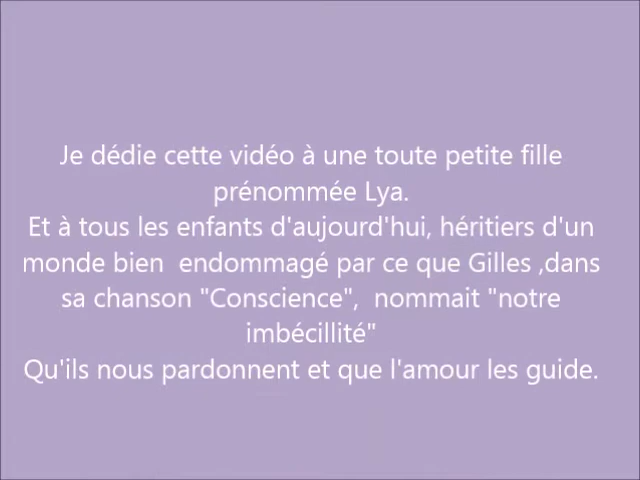 Je dédie cette vidéo à une toute petite fille
prénommée Lya.
Et à tous les enfants d'aujourd'hui, héritiers d'un
monde bien  endommagé par ce que Gilles ,dans
sa chanson "Conscience",  nommait "notre
imbécillité"
Qu'ils nous pardonnent et que l'amour les guide.